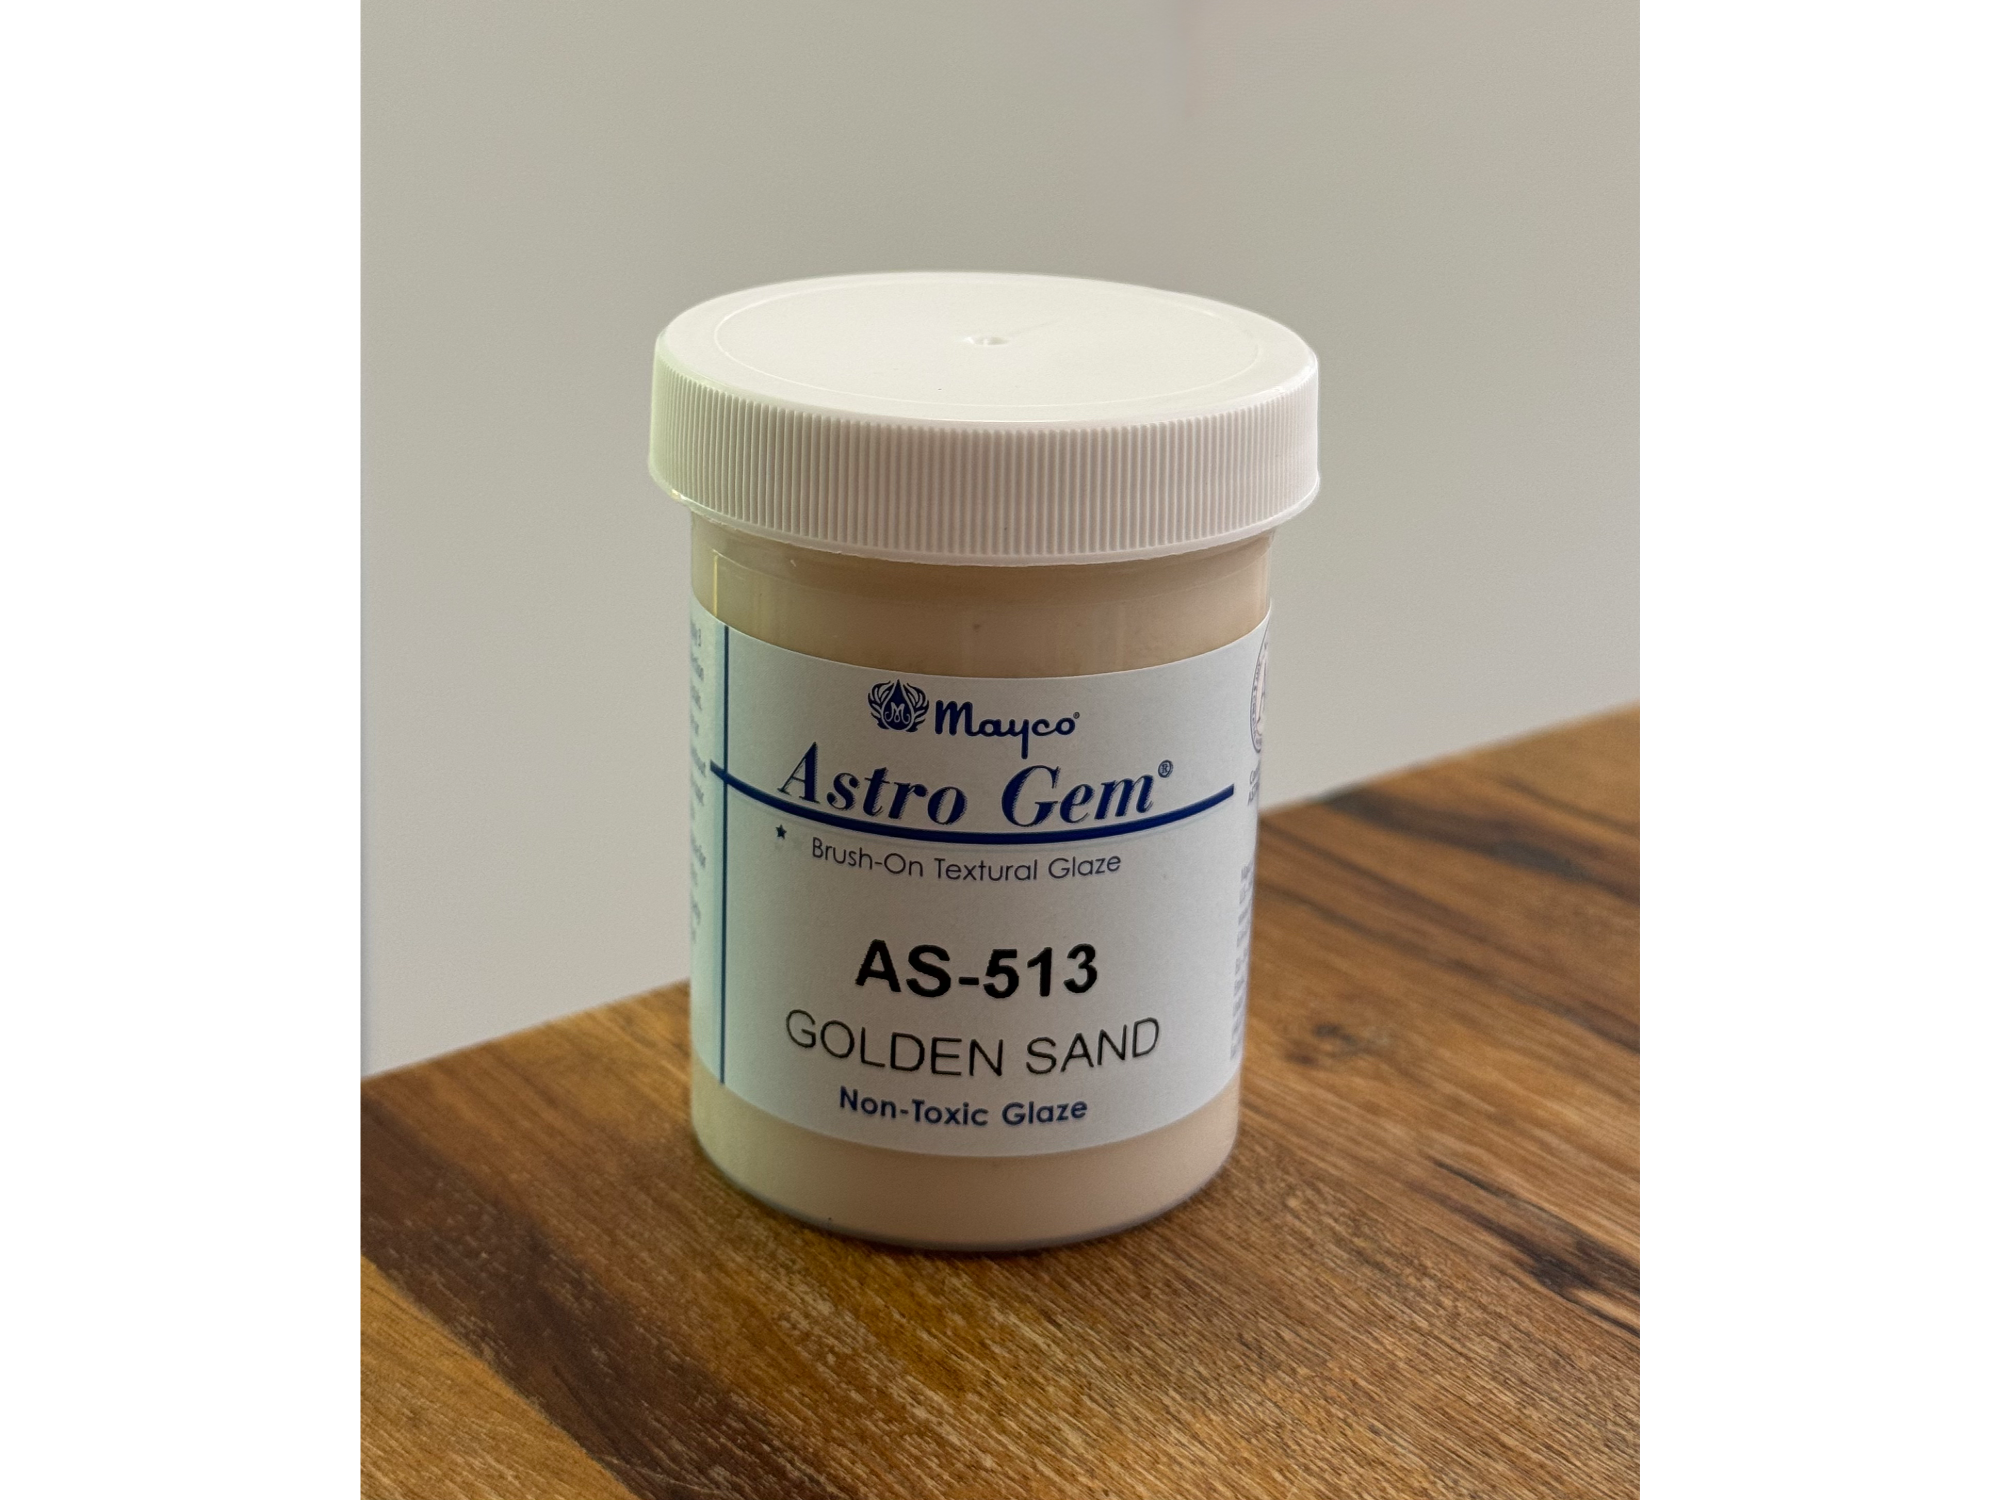 Mayco®
Astro Gem®
Brush-On Textural Glaze
AS-513
GOLDEN SAND
Non-Toxic Glaze